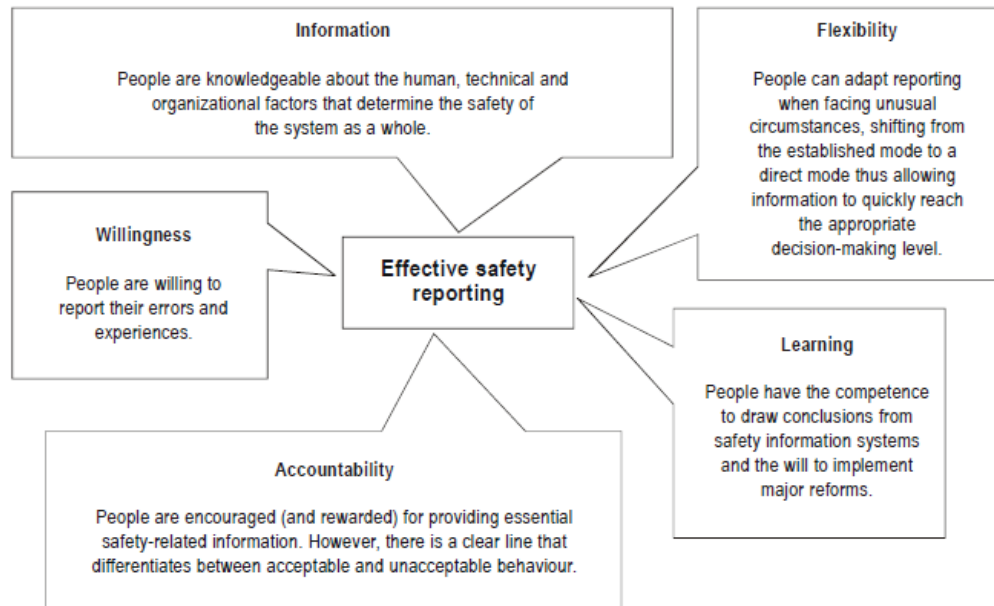 Information
People are knowledgeable about the human, technical and
organizational factors that determine the safety of
the system as a whole.
Flexibility
People can adapt reporting
when facing unusual
circumstances, shifting from
the established mode to a
direct mode thus allowing
information to quickly reach
the appropriate
decision-making level.
Willingness
People are willing to
report their errors and
experiences.
Effective safety
reporting
Learning
People have the competence
to draw conclusions from
safety information systems
and the will to implement
major reforms.
Accountability
People are encouraged (and rewarded) for providing essential
safety-related information. However, there is a clear line that
differentiates between acceptable and unacceptable behaviour.